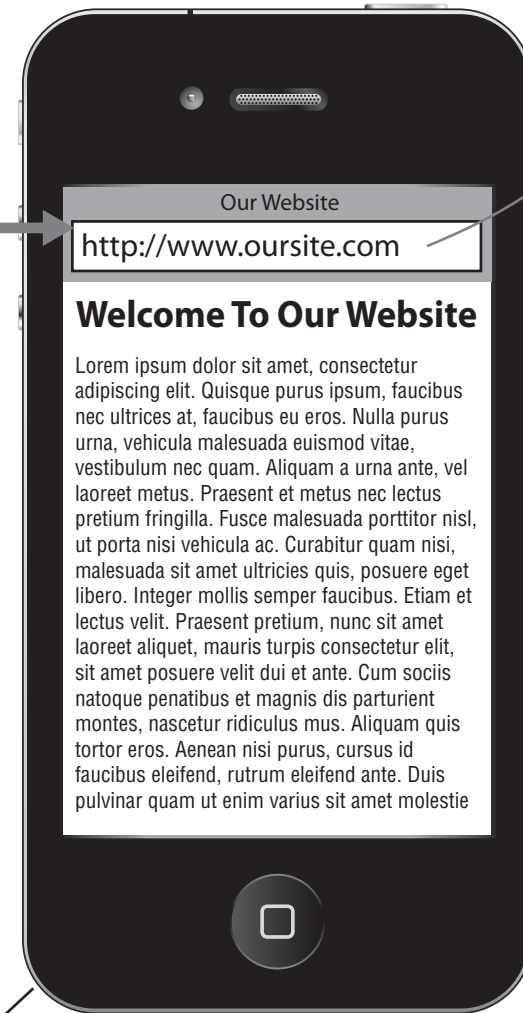 Our Website
http://www.oursite.com
Welcome To Our Website
Lorem ipsum dolor sit amet, consectetur
adipiscing elit. Quisque purus ipsum, faucibus
nec ultrices at, faucibus eu eros. Nulla purus
urna, vehicula malesuada euismod vitae,
vestibulum nec quam. Aliquam a urna ante, vel
laoreet metus. Praesent et metus nec lectus
pretium fringilla. Fusce malesuada porttitor nisl,
ut porta nisi vehicula ac. Curabitur quam nisi,
malesuada sit amet ultricies quis, posuere eget
libero. Integer mollis semper faucibus. Etiam et
lectus velit. Praesent pretium, nunc sit amet
laoreet aliquet, mauris turpis consectetur elit,
sit amet posuere velit dui et ante. Cum sociis
natoque penatibus et magnis dis parturient
montes, nascetur ridiculus mus. Aliquam quis
tortor eros. Aenean nisi purus, cursus id
faucibus eleifend, rutrum eleifend ante. Duis
pulvinar quam ut enim varius sit amet molestie